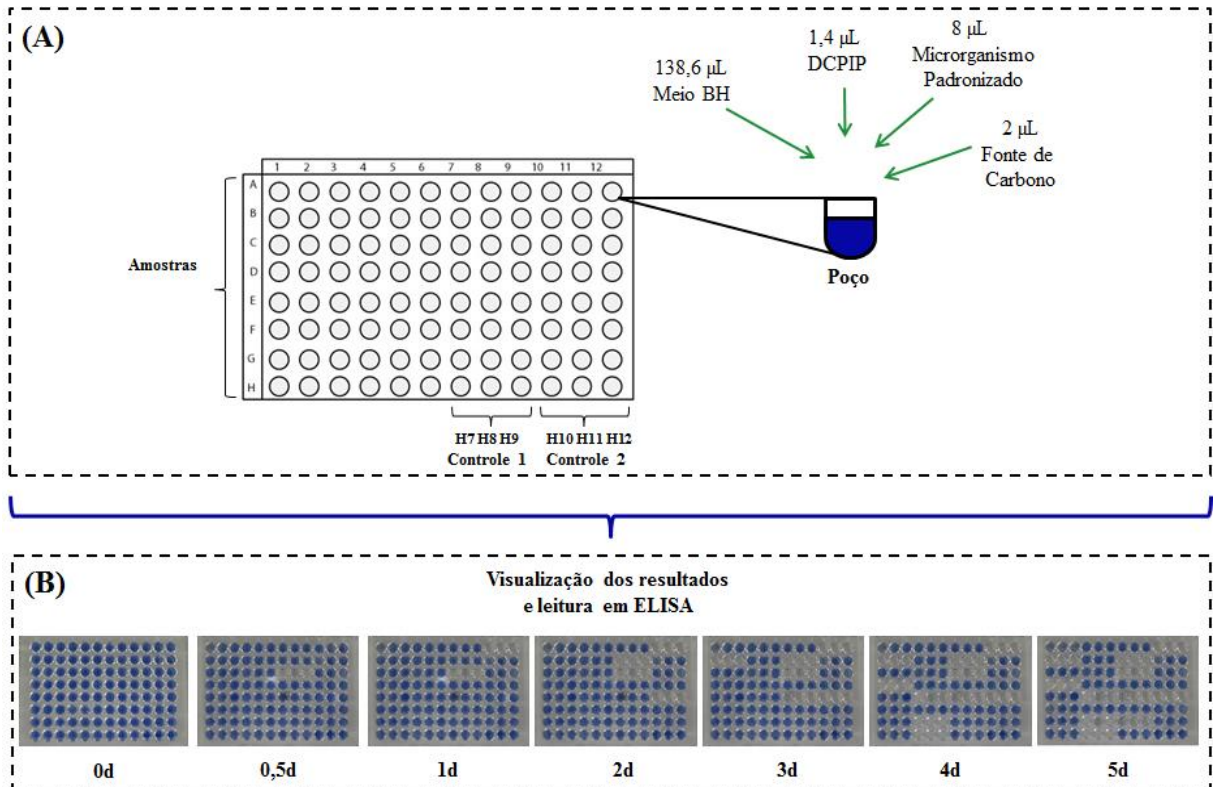 (A)
1,4 µL
DCPIP
8 µL
Microrganismo
Padronizado
138,6 µL
Meio BH
2 µL
Fonte de
Carbono
1 2 3 4 5 6 7 8 9 10 11 12
A
B
C
D
E
F
G
H
Amostras
Poço
H7 H8 H9
Controle 1
H10 H11 H12
Controle 2
(B)
Visualização dos resultados
e leitura em ELISA
0d
0,5d
1d
2d
3d
4d
5d